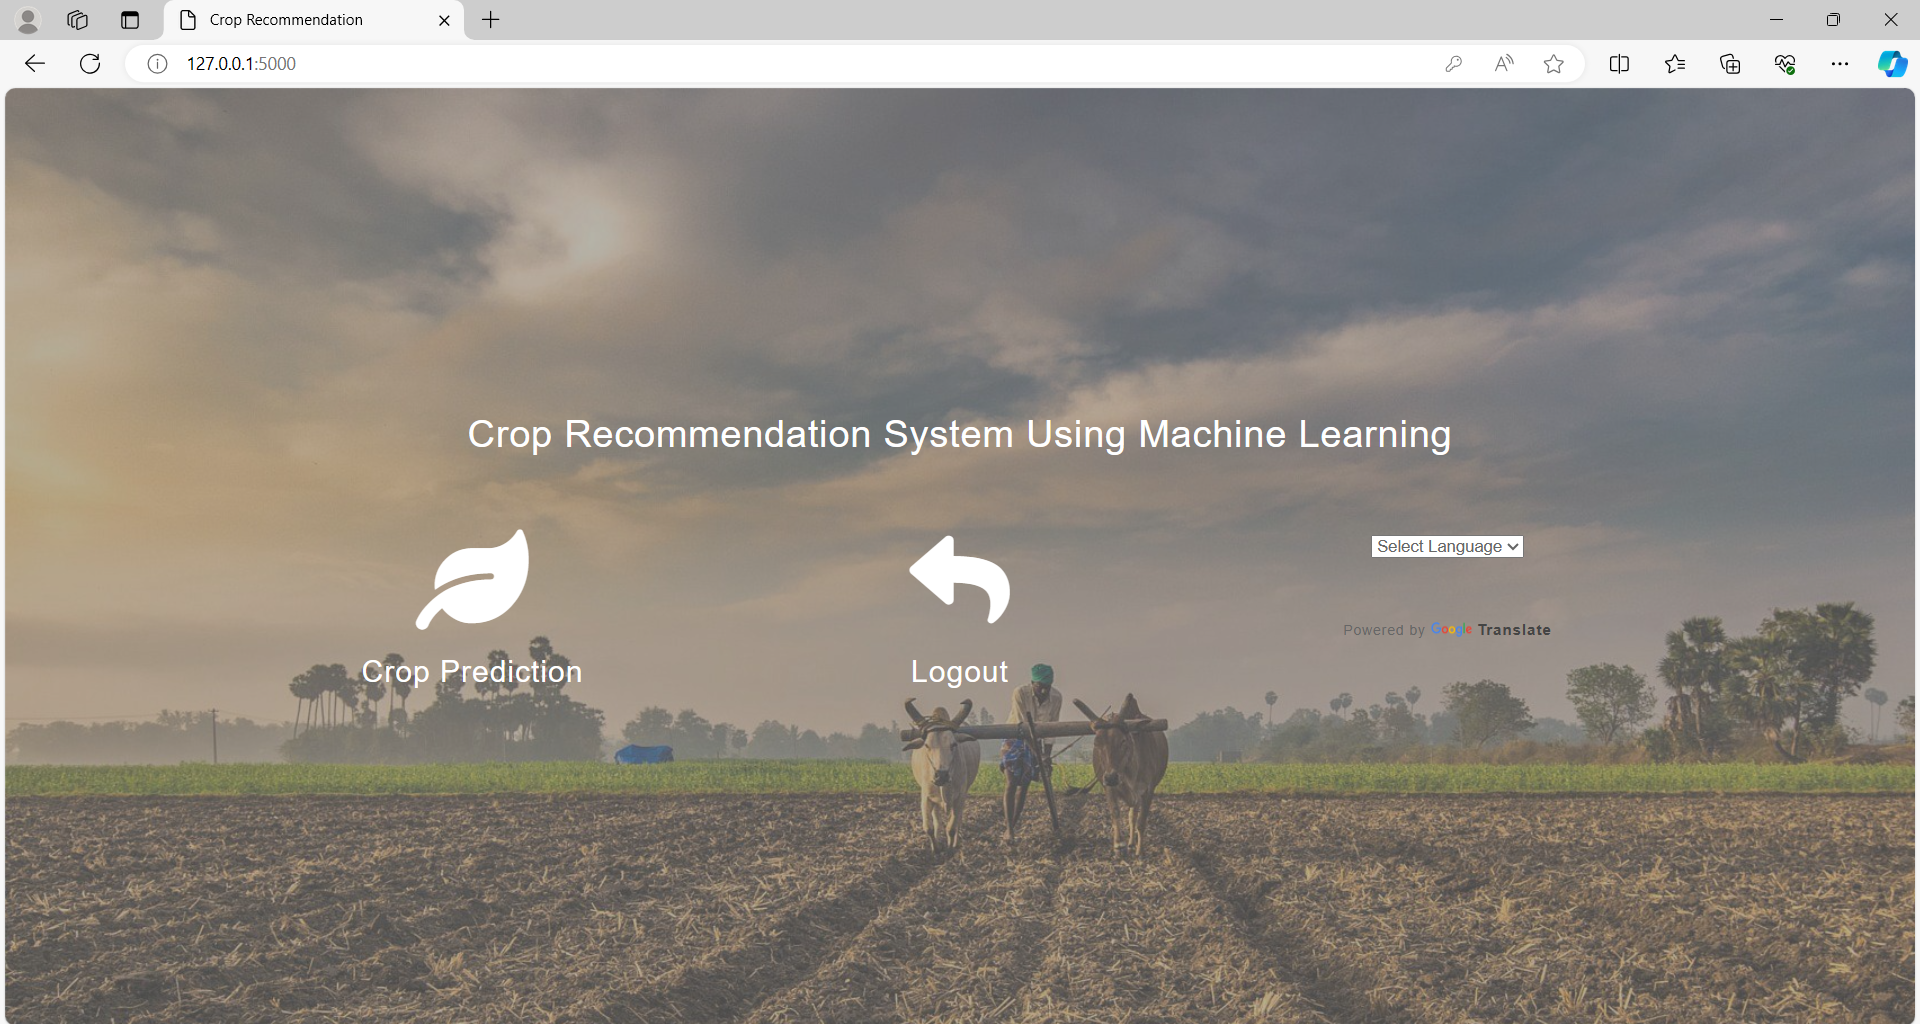 Crop Recommendation
127.0.0.1:5000
Crop Recommendation System Using Machine Learning
Select Language
Powered by Google Translate
Crop Prediction
Logout